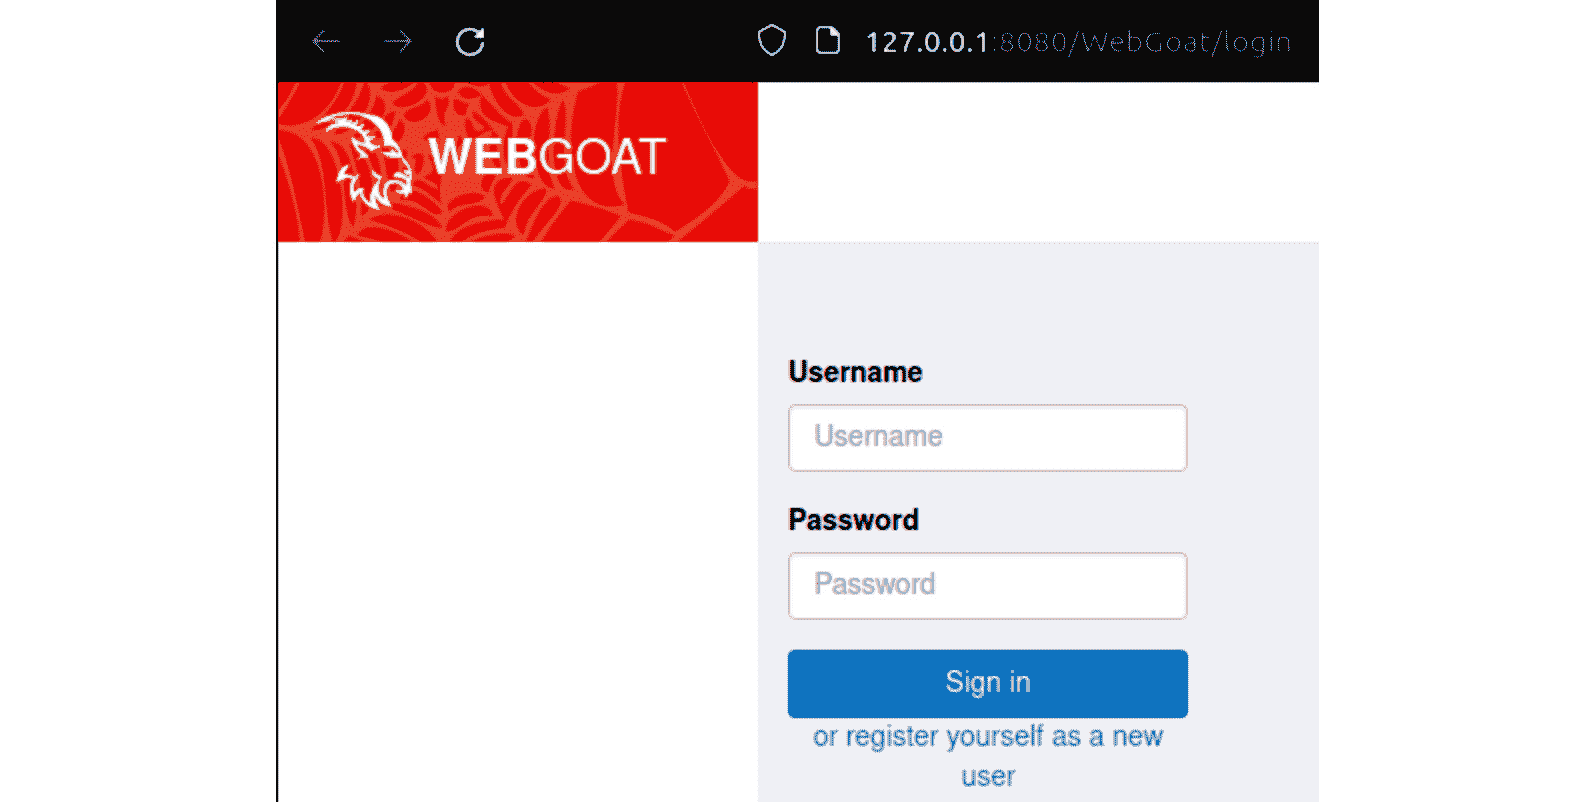 127.0.0.1:8080/WebGoat/login
WEBGOAT
Username
Username
Password
Password
Sign in
or register yourself as a new
user